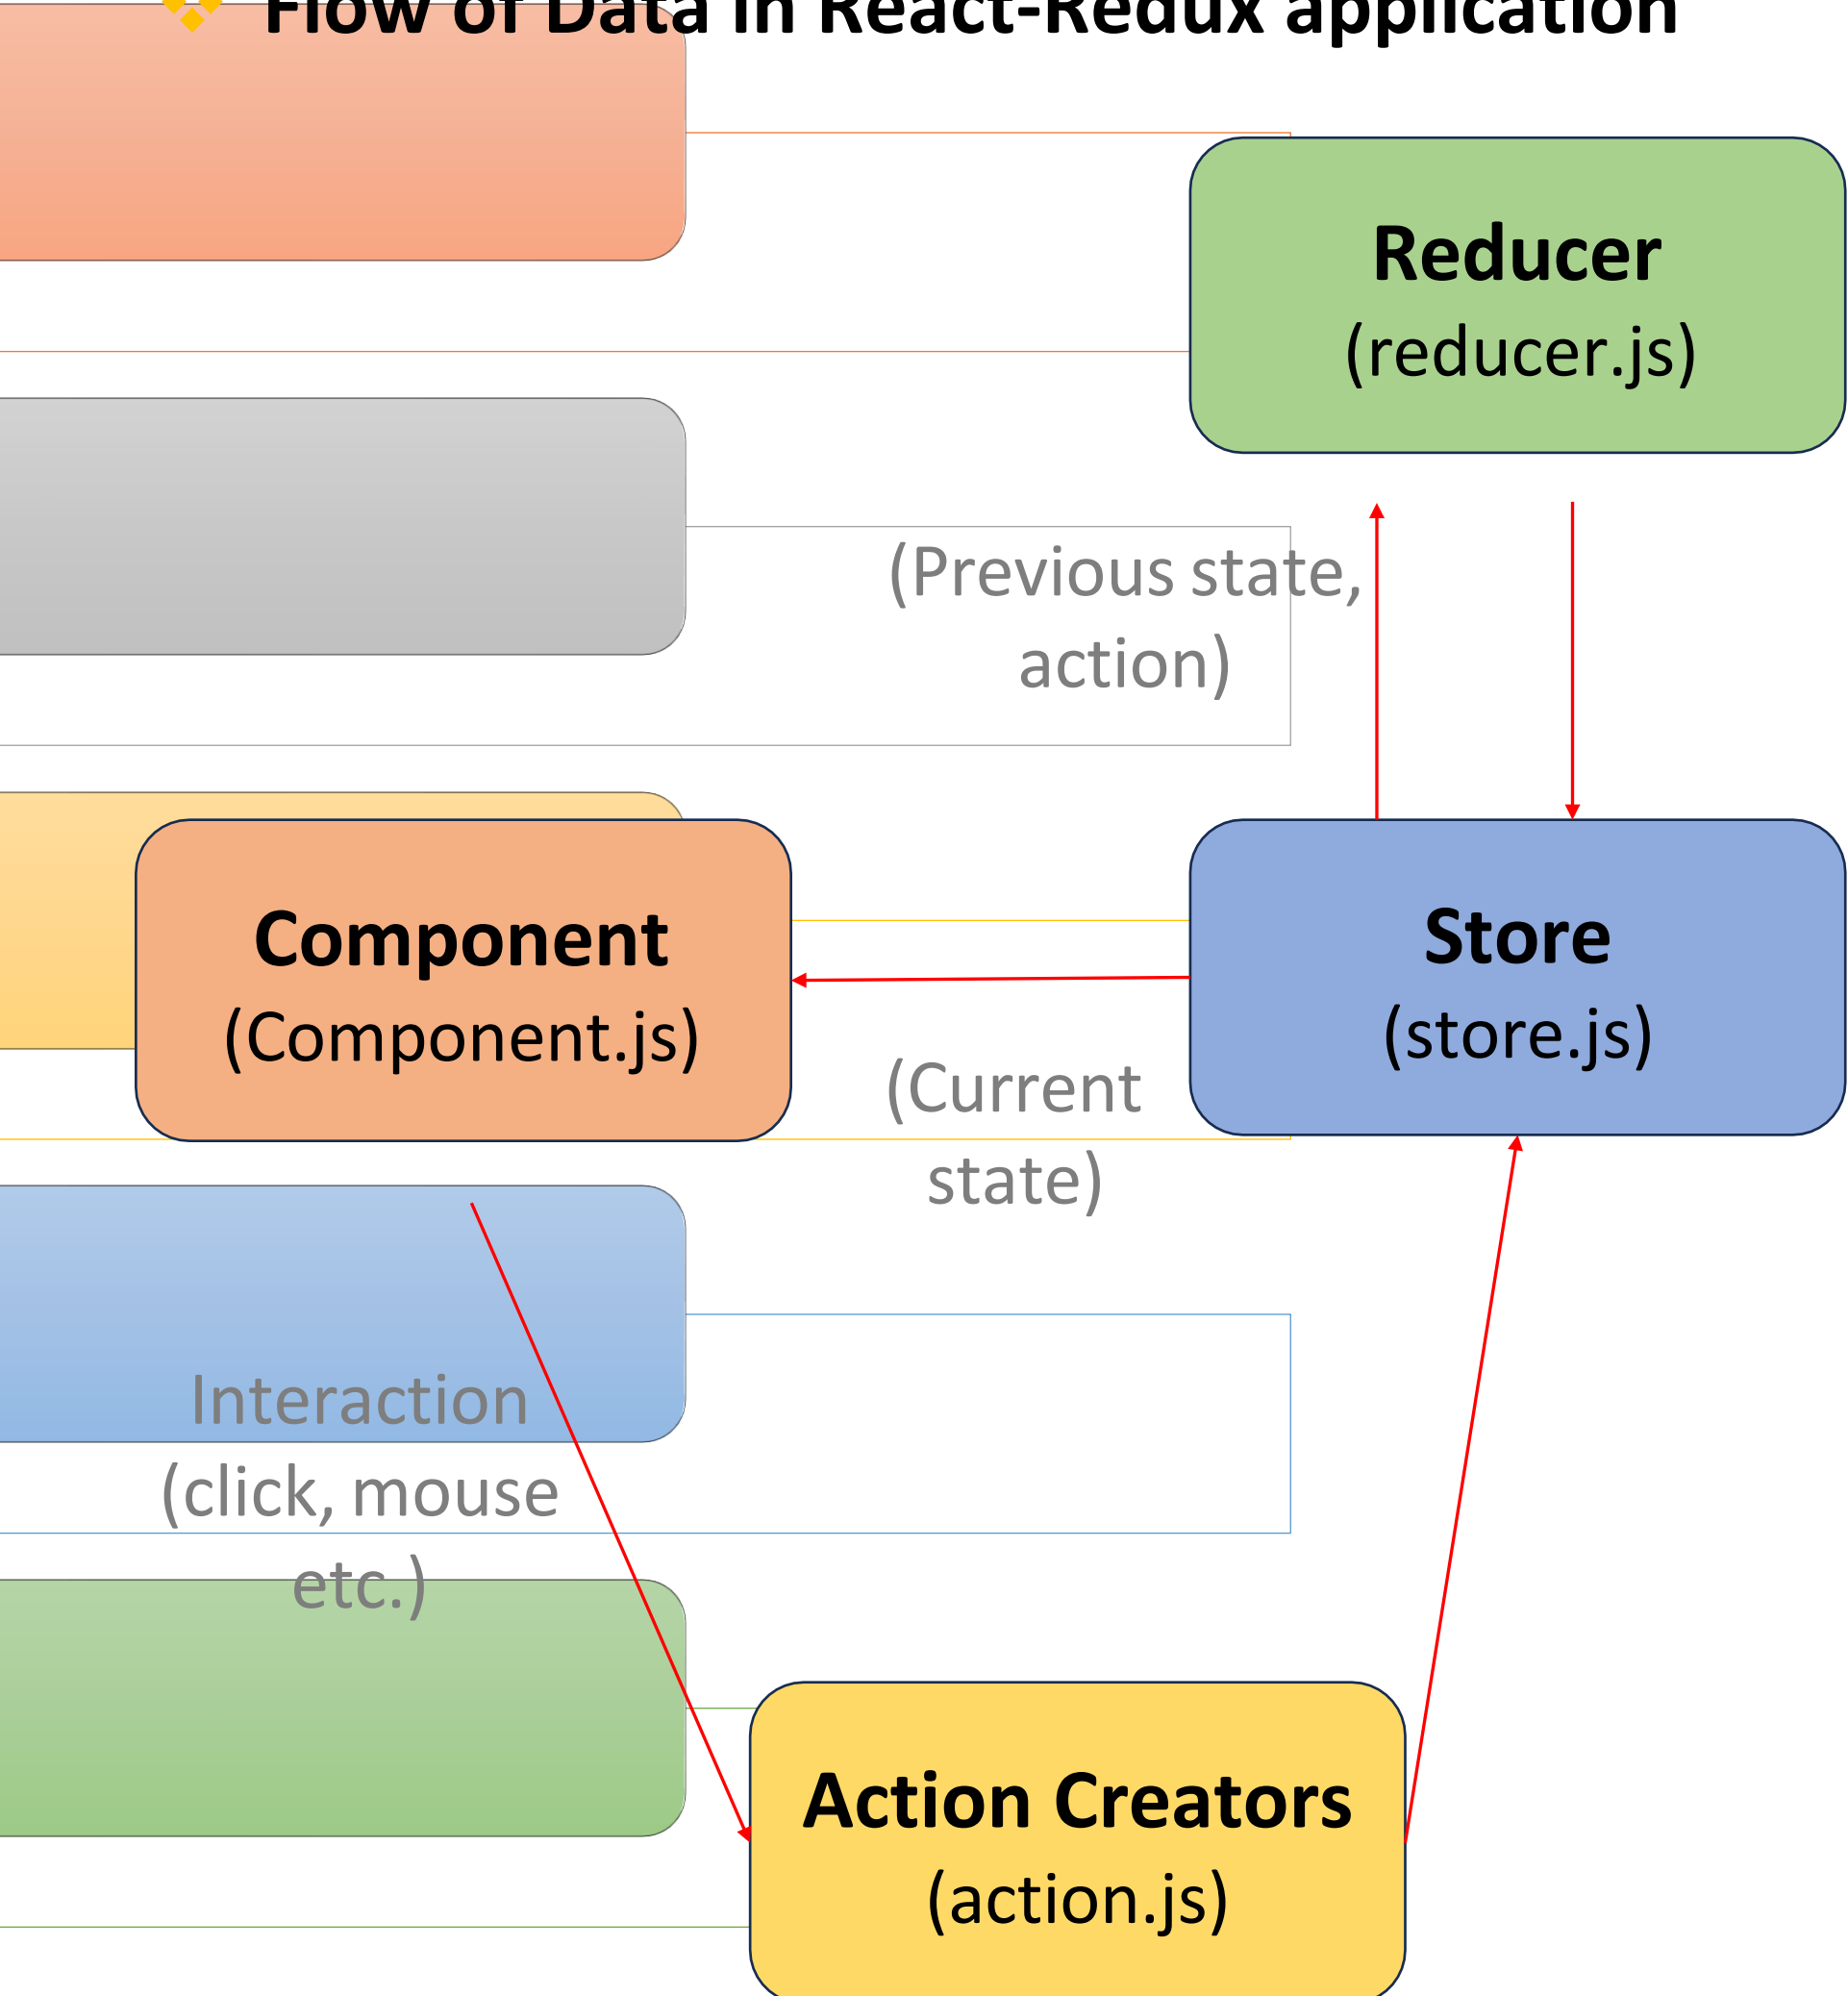 Flow of Data in React-Redux application
Reducer
(reducer.js)
(Previous state,
action)
Component
(Component.js)
Store
(store.js)
(Current
state)
Interaction
(click, mouse
etc.)
Action Creators
(action.js)